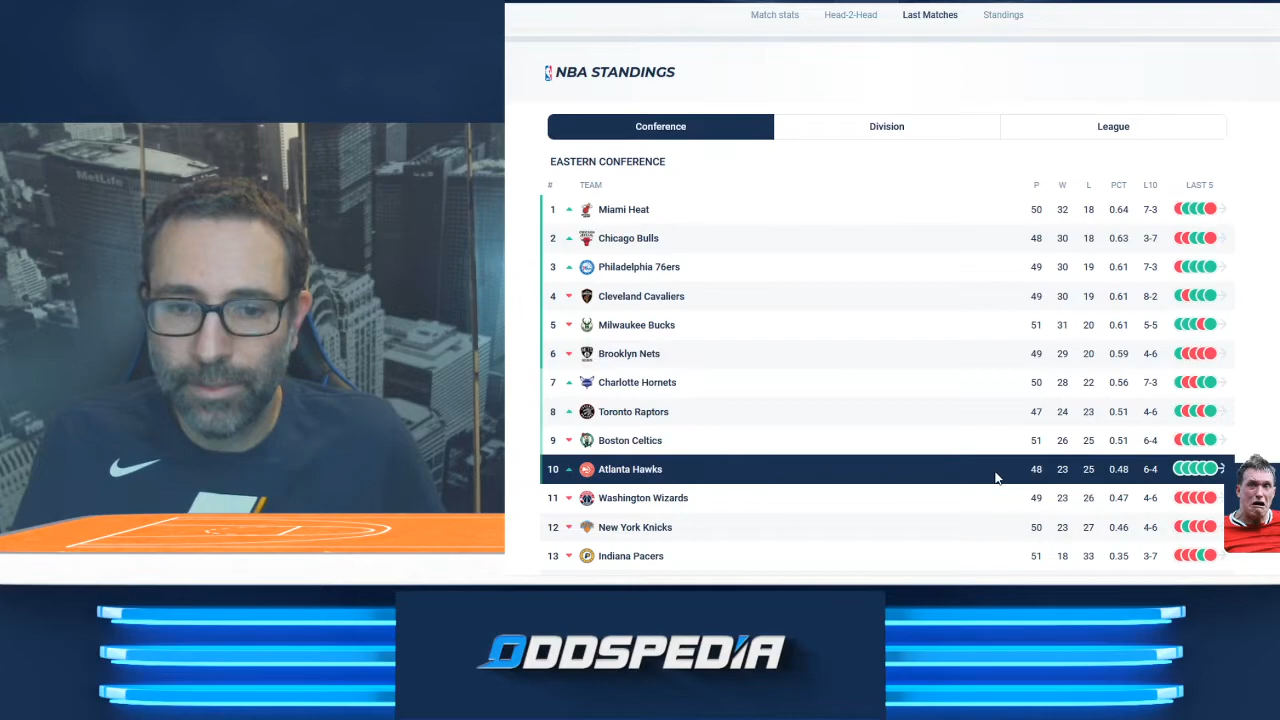 Match stats Head-2-Head Last Matches Standings
NBA STANDINGS
Conference Division League
EASTERN CONFERENCE
# TEAM P W L PCT L10 LAST 5
1 Miami Heat 50 32 18 0.64 7-3
2 Chicago Bulls 48 30 18 0.63 3-7
3 Philadelphia 76ers 49 30 19 0.61 7-3
4 Cleveland Cavaliers 49 30 19 0.61 8-2
5 Milwaukee Bucks 51 31 20 0.61 5-5
6 Brooklyn Nets 49 29 20 0.59 4-6
7 Charlotte Hornets 50 28 22 0.56 7-3
8 Toronto Raptors 47 24 23 0.51 4-6
9 Boston Celtics 51 26 25 0.51 6-4
10 Atlanta Hawks 48 23 25 0.48 6-4
11 Washington Wizards 49 23 26 0.47 4-6
12 New York Knicks 50 23 27 0.46 4-6
13 Indiana Pacers 51 18 33 0.35 3-7
MetLife
ODDSPEDIA